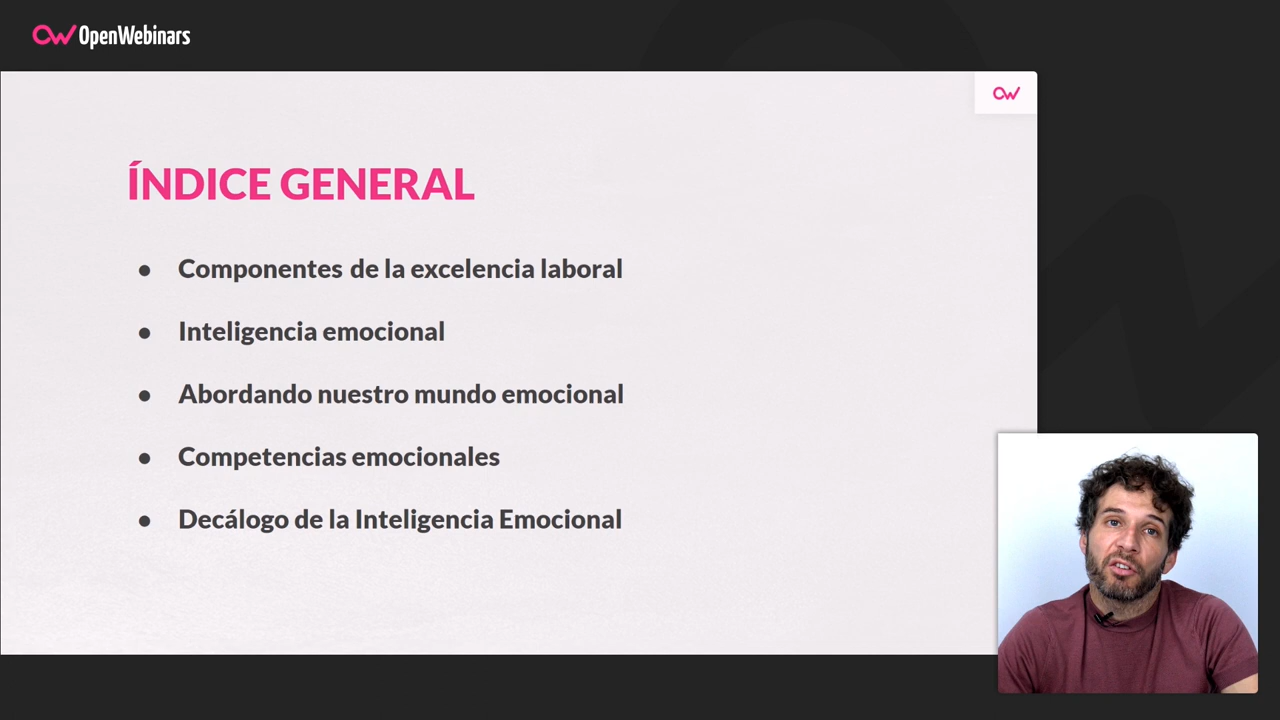 OpenWebinars
ÍNDICE GENERAL
● Componentes de la excelencia laboral
● Inteligencia emocional
● Abordando nuestro mundo emocional
● Competencias emocionales
● Decálogo de la Inteligencia Emocional